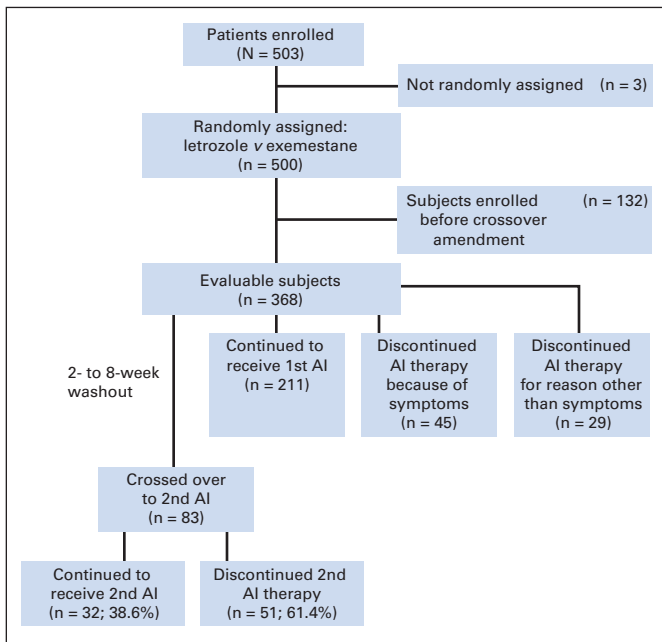 Patients enrolled
(N = 503)
Not randomly assigned (n = 3)
Randomly assigned:
letrozole v exemestane
(n = 500)
Subjects enrolled (n = 132)
before crossover
amendment
Evaluable subjects
(n = 368)
2- to 8-week
washout
Continued to
receive 1st AI
(n = 211)
Discontinued
AI therapy
because of
symptoms
(n = 45)
Discontinued
AI therapy
for reason other
than symptoms
(n = 29)
Crossed over
to 2nd AI
(n = 83)
Continued to
receive 2nd AI
(n = 32; 38.6%)
Discontinued 2nd
AI therapy
(n = 51; 61.4%)